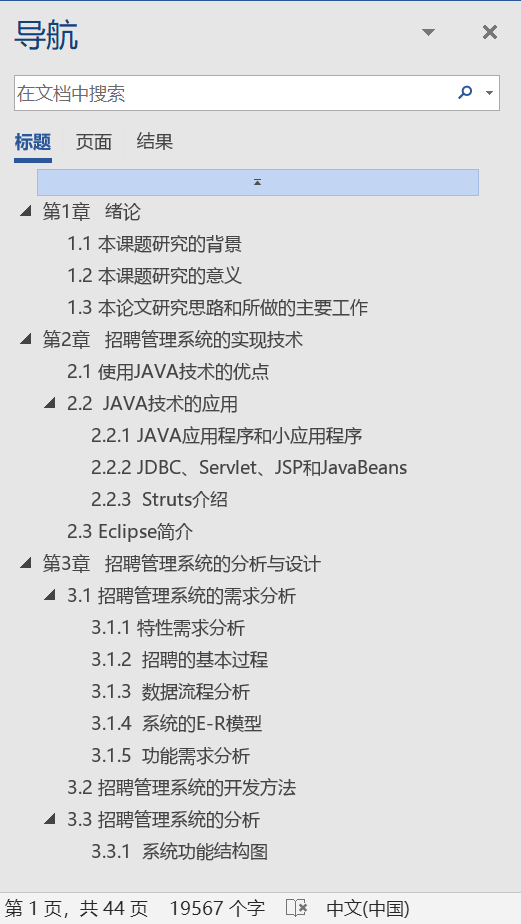 导航
在文档中搜索
标题 页面 结果
第1章 绪论
1.1 本课题研究的背景
1.2 本课题研究的意义
1.3 本论文研究思路和所做的主要工作
第2章 招聘管理系统的实现技术
2.1 使用JAVA技术的优点
2.2 JAVA技术的应用
2.2.1 JAVA应用程序和小应用程序
2.2.2 JDBC、Servlet、JSP和JavaBeans
2.2.3 Struts介绍
2.3 Eclipse简介
第3章 招聘管理系统的分析与设计
3.1 招聘管理系统的需求分析
3.1.1 特性需求分析
3.1.2 招聘的基本过程
3.1.3 数据流程分析
3.1.4 系统的E-R模型
3.1.5 功能需求分析
3.2 招聘管理系统的开发方法
3.3 招聘管理系统的分析
3.3.1 系统功能结构图
第 1 页，共 44 页 19567 个字 中文(中国)